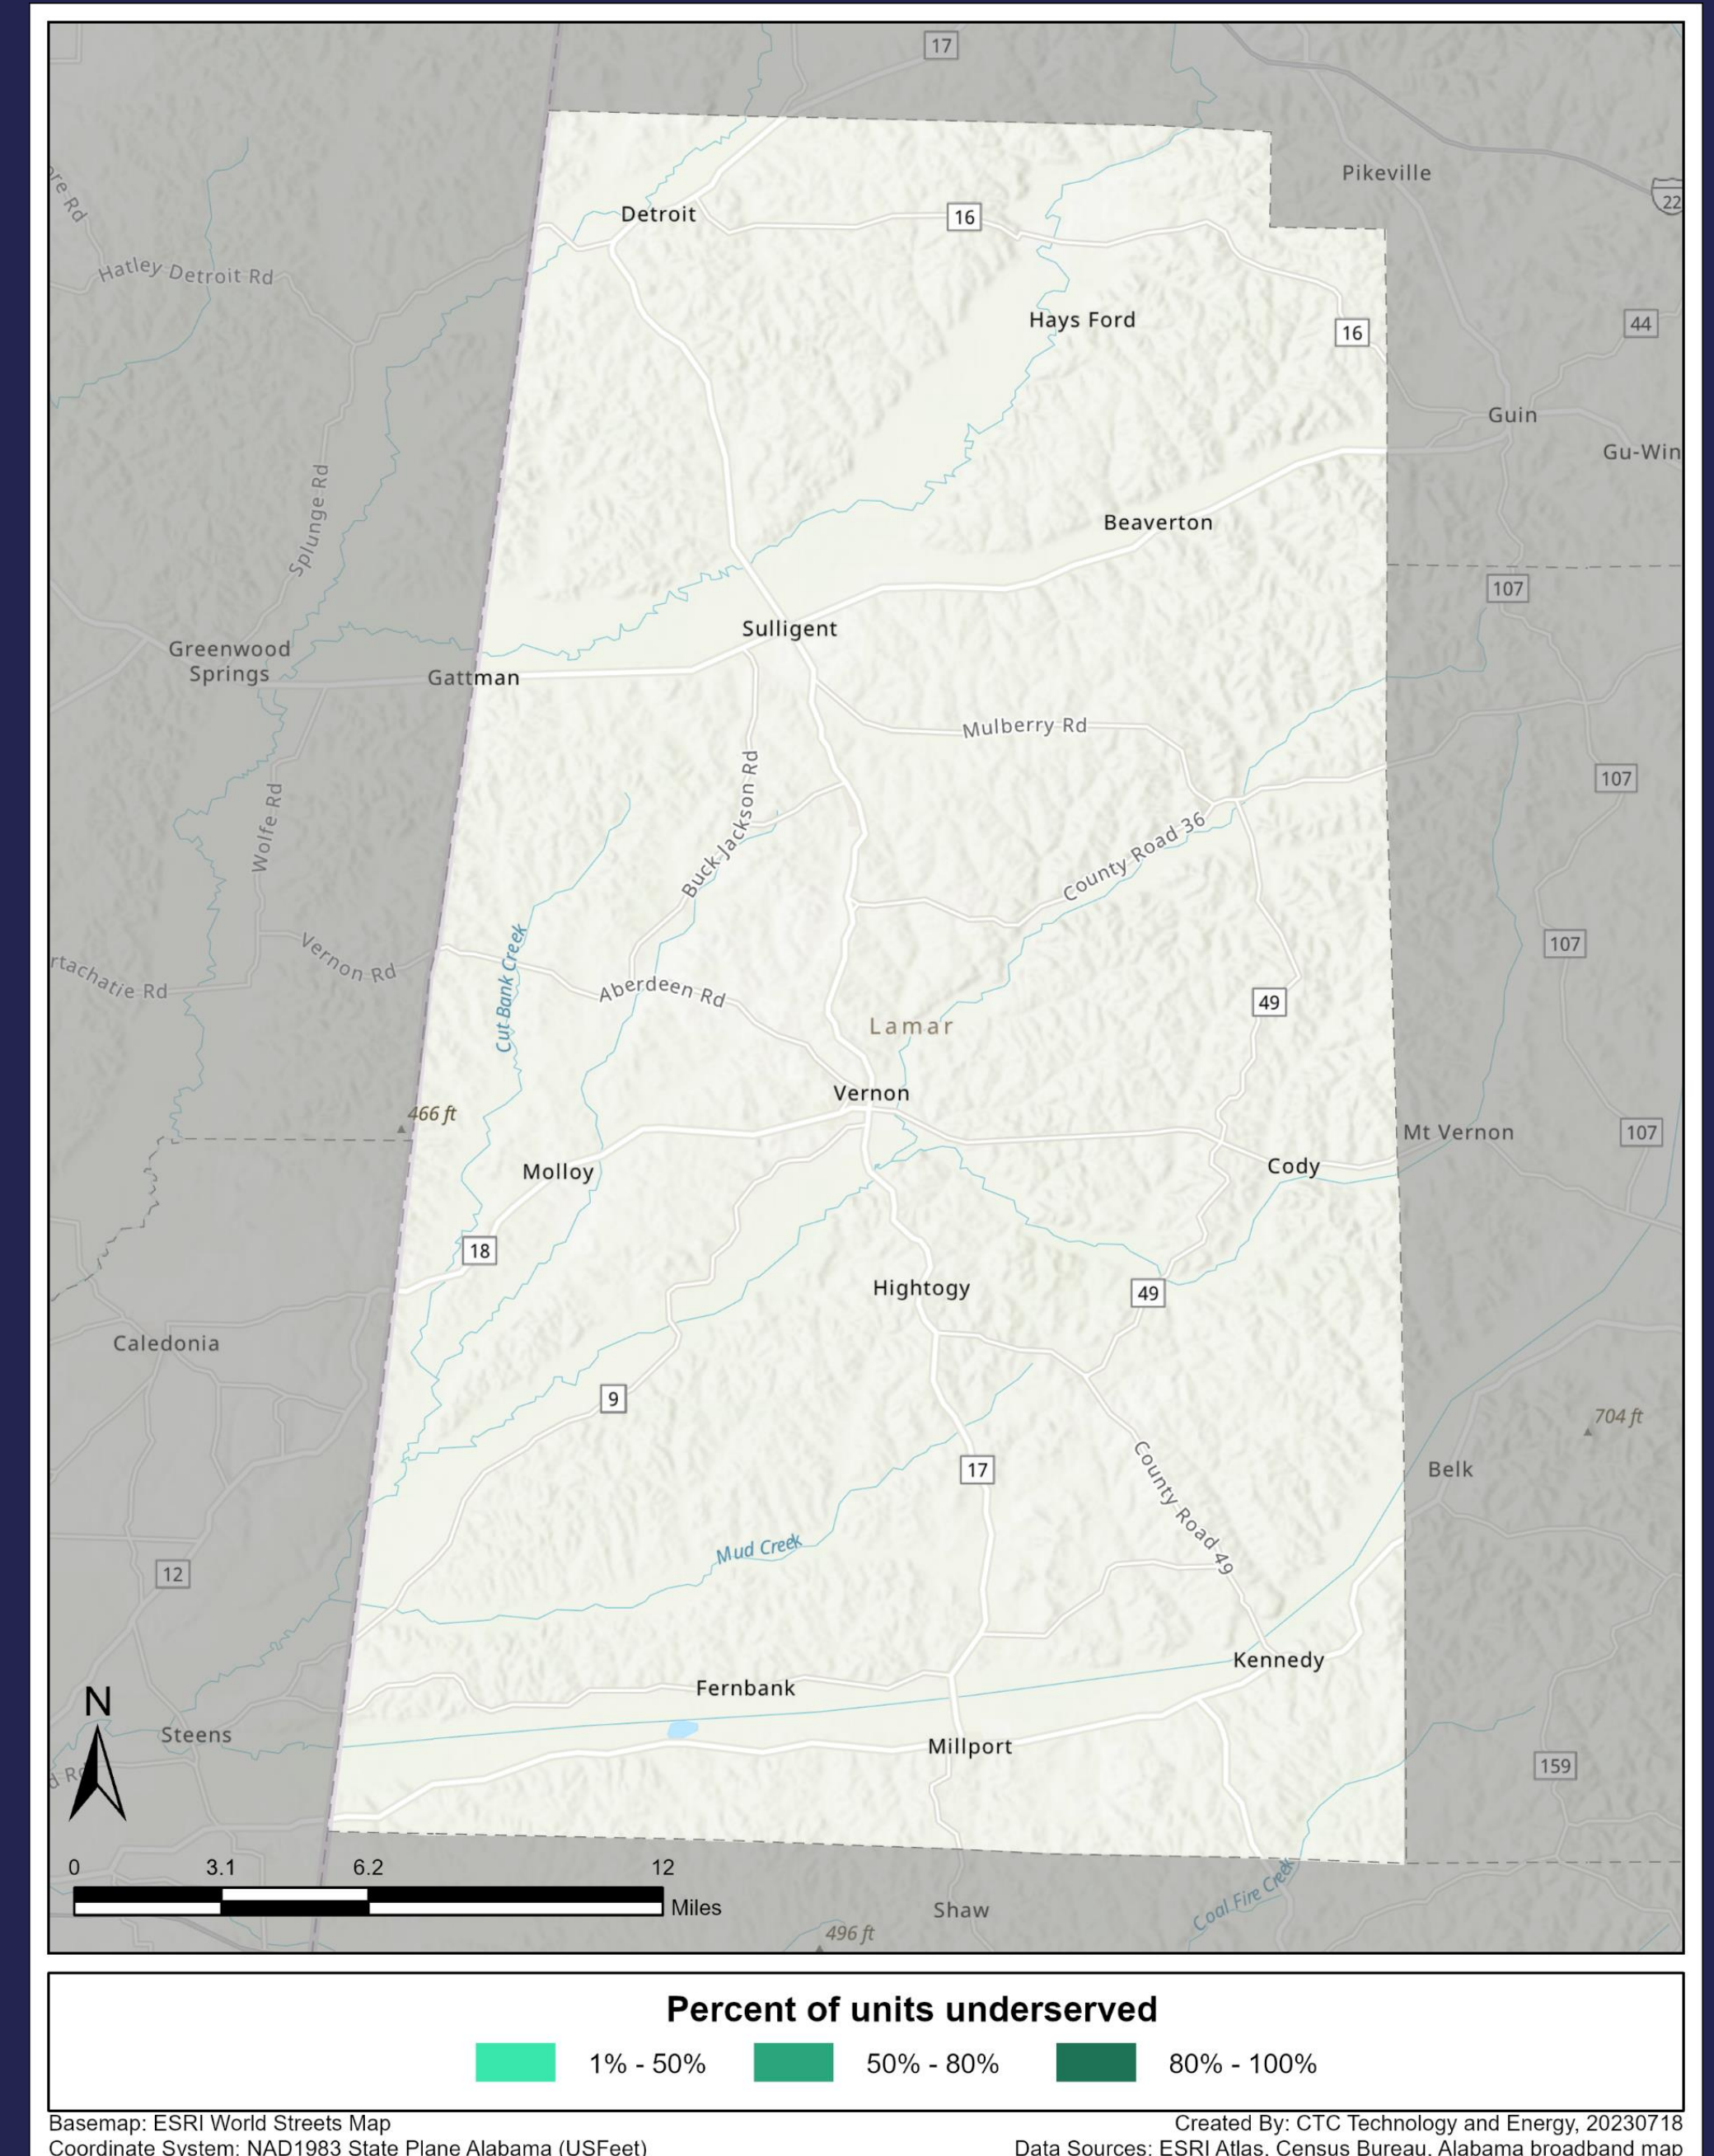 17
Pikeville
22
ore Rd
Detroit
16
Hatley Detroit Rd
Hays Ford
44
16
Guin
Gu-Win
Splunge Rd
Beaverton
107
Sulligent
Greenwood
Springs
Gattman
Mulberry Rd
107
Buck Jackson Rd
Wolfe Rd
County Road 36
Cut Bank Creek
Vernon Rd
107
rtachatie Rd
Aberdeen Rd
49
Lamar
Vernon
466 ft
Mt Vernon
107
Molloy
Cody
18
Hightogy
49
Caledonia
9
704 ft
17
Belk
County Road 49
Mud Creek
12
Kennedy
Fernbank
N
Steens
Millport
d Rd
159
0 3.1 6.2 12
Miles
Shaw
Coal Fire Creek
496 ft
Percent of units underserved
1% - 50% 50% - 80% 80% - 100%
Basemap: ESRI World Streets Map
Created By: CTC Technology and Energy, 20230718
Coordinate System: NAD1983 State Plane Alabama (USFeet)
Data Sources: ESRI Atlas, Census Bureau, Alabama broadband map